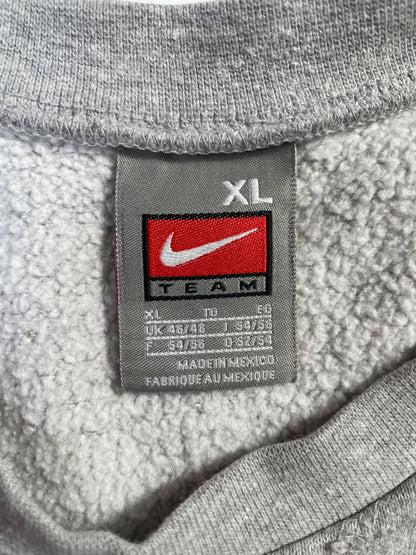 XL
TEAM
XL TG EG
UK 46/48 I 54/56
F 54/56 D 52/54
MADE IN MEXICO
FABRIQUE AU MEXIQUE